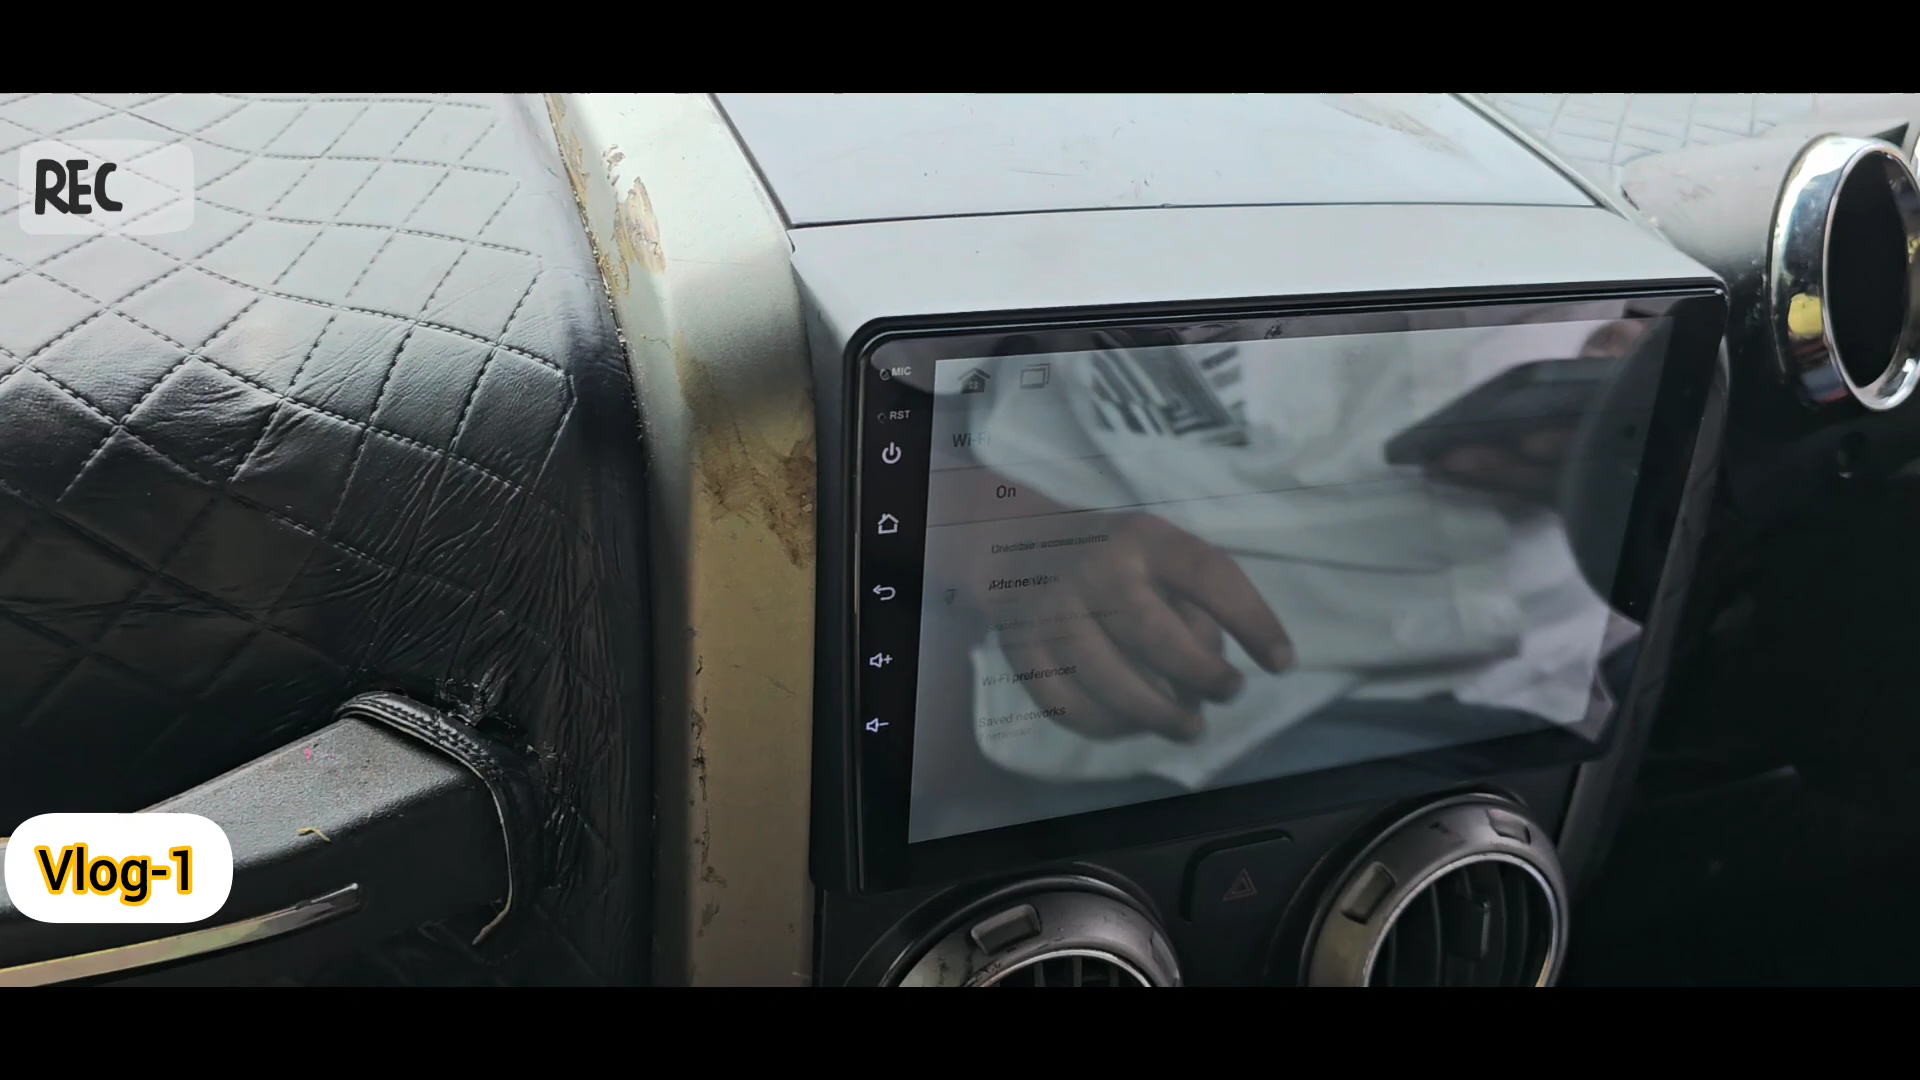 REC
MIC
RST
Wi-Fi
On
Wi-Fi preferences
Saved networks
Vlog-1